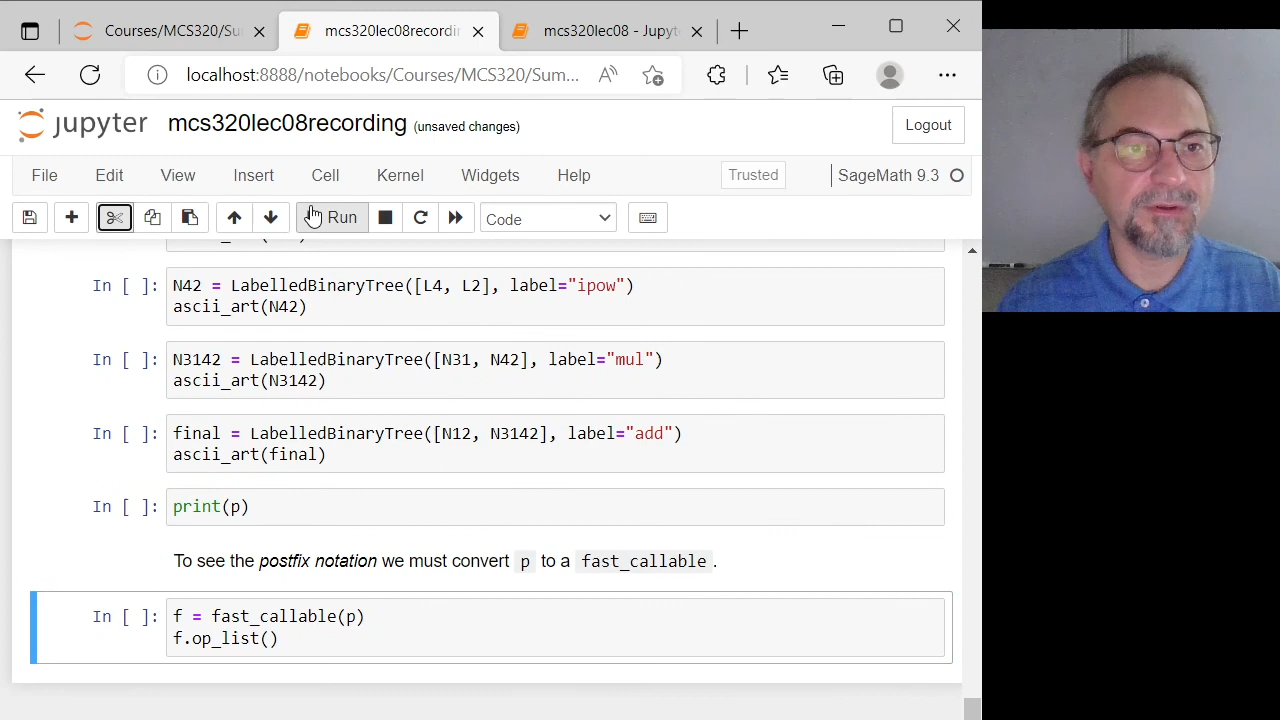 Courses/MCS320/Su
mcs320lec08recordin
mcs320lec08 - Jupyt
localhost:8888/notebooks/Courses/MCS320/Sum...
jupyter mcs320lec08recording (unsaved changes)
Logout
File Edit View Insert Cell Kernel Widgets Help
Trusted
SageMath 9.3
Run
Code
In [ ]: N42 = LabelledBinaryTree([L4, L2], label="ipow")
ascii_art(N42)
In [ ]: N3142 = LabelledBinaryTree([N31, N42], label="mul")
ascii_art(N3142)
In [ ]: final = LabelledBinaryTree([N12, N3142], label="add")
ascii_art(final)
In [ ]: print(p)
To see the postfix notation we must convert p to a fast_callable.
In [ ]: f = fast_callable(p)
f.op_list()